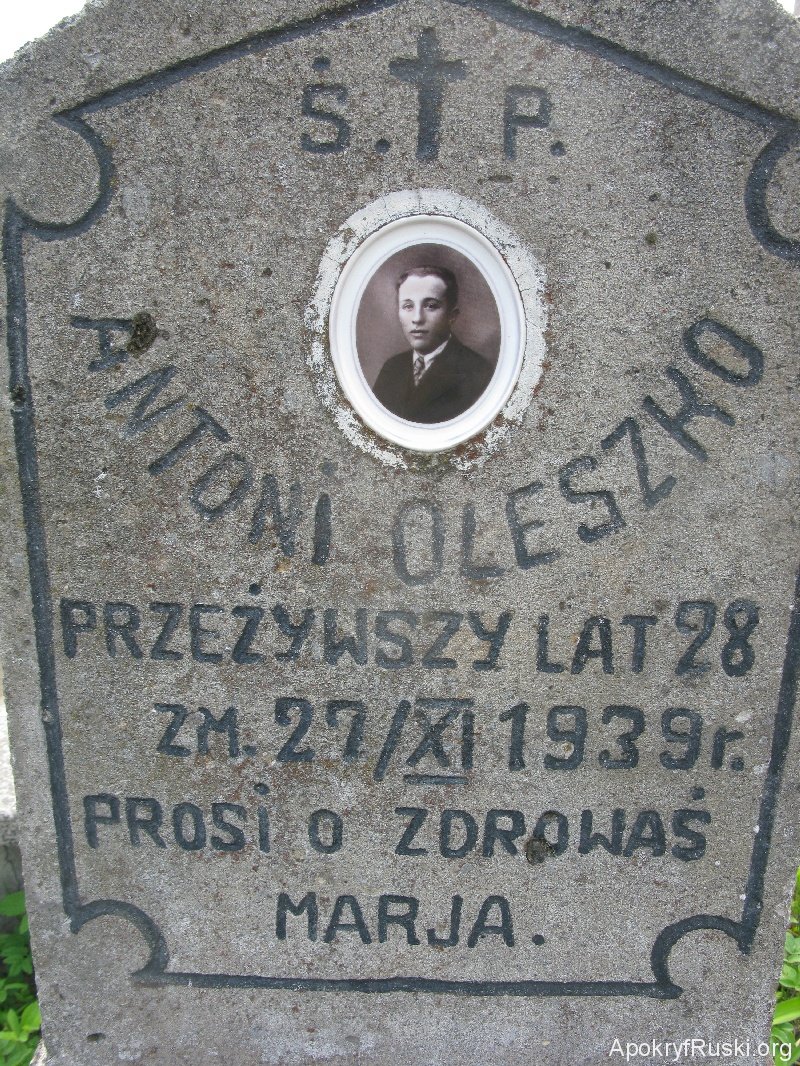 Ś. P.
ANTONI OLESZKO
PRZEŻYWSZY LAT 28
ZM. 27/XI 1939r.
PROSI O ZDROWAŚ
MARJA.
ApokryfRuski.org